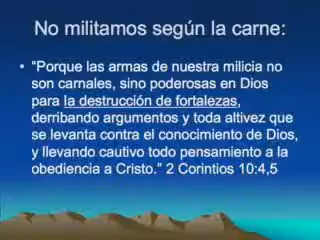 No militamos según la carne:
• "Porque las armas de nuestra milicia no
son carnales, sino poderosas en Dios
para la destrucción de fortalezas,
derribando argumentos y toda altivez que
se levanta contra el conocimiento de Dios,
y llevando cautivo todo pensamiento a la
obediencia a Cristo." 2 Corintios 10:4,5